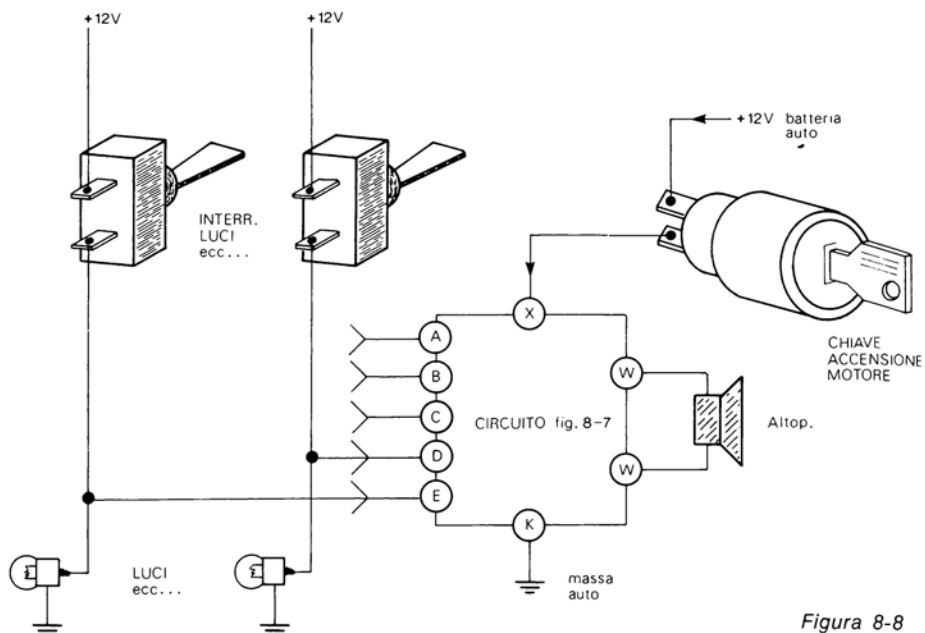 +12V
+12V
+12V batteria
auto
INTERR.
LUCI
ecc...
CHIAVE
ACCENSIONE
MOTORE
X
A
B
C
D
E
W
W
K
CIRCUITO fig. 8-7
Altop.
LUCI
ecc...
massa
auto
Figura 8-8